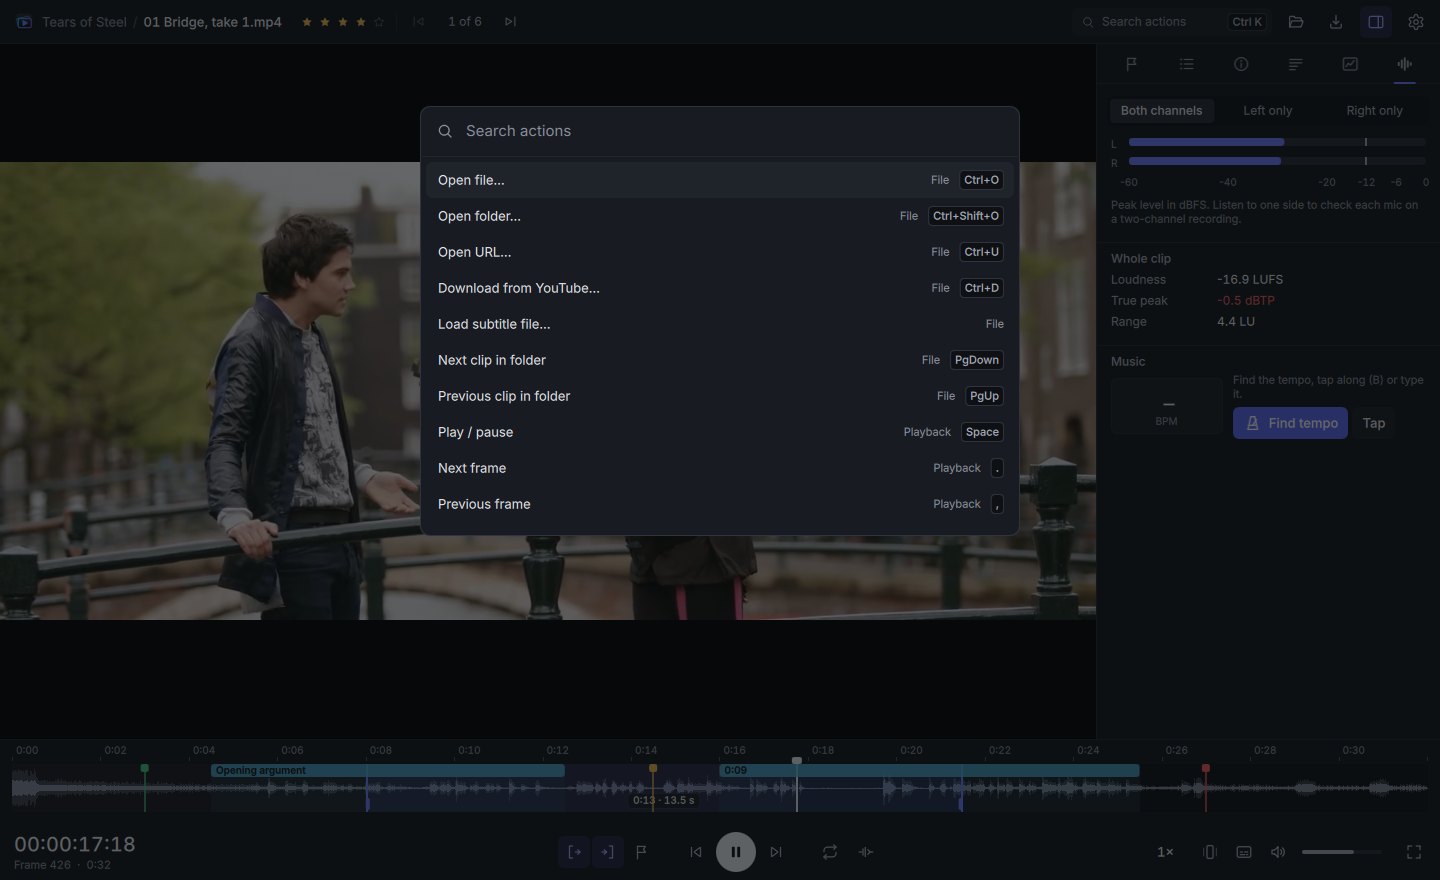 Tears of Steel / 01 Bridge, take 1.mp4
1 of 6
Search actions Ctrl K
Search actions
Open file... File Ctrl+O
Open folder... File Ctrl+Shift+O
Open URL... File Ctrl+U
Download from YouTube... File Ctrl+D
Load subtitle file... File
Next clip in folder File PgDown
Previous clip in folder File PgUp
Play / pause Playback Space
Next frame Playback .
Previous frame Playback ,
Both channels Left only Right only
L
R
-60 -40 -20 -12 -6 0
Peak level in dBFS. Listen to one side to check each mic on
a two-channel recording.
Whole clip
Loudness -16.9 LUFS
True peak -0.5 dBTP
Range 4.4 LU
Music
– BPM
Find the tempo, tap along (B) or type
it.
Find tempo Tap
0:00 0:02 0:04 0:06 0:08 0:10 0:12 0:14 0:16 0:18 0:20 0:22 0:24 0:26 0:28 0:30
Opening argument 0:09
0:13 · 13.5 s
00:00:17:18
Frame 426 · 0:32
1×